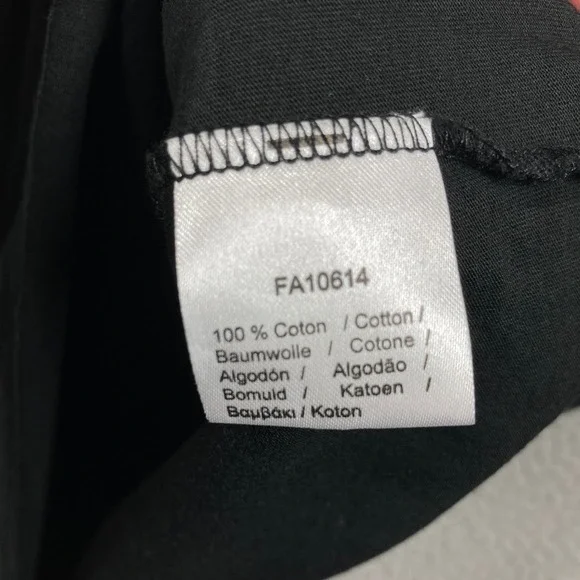 FA10614
100 % Coton / Cotton /
Baumwolle / Cotone /
Algodón / Algodão /
Bomuld / Katoen /
Βαμβάκι / Koton